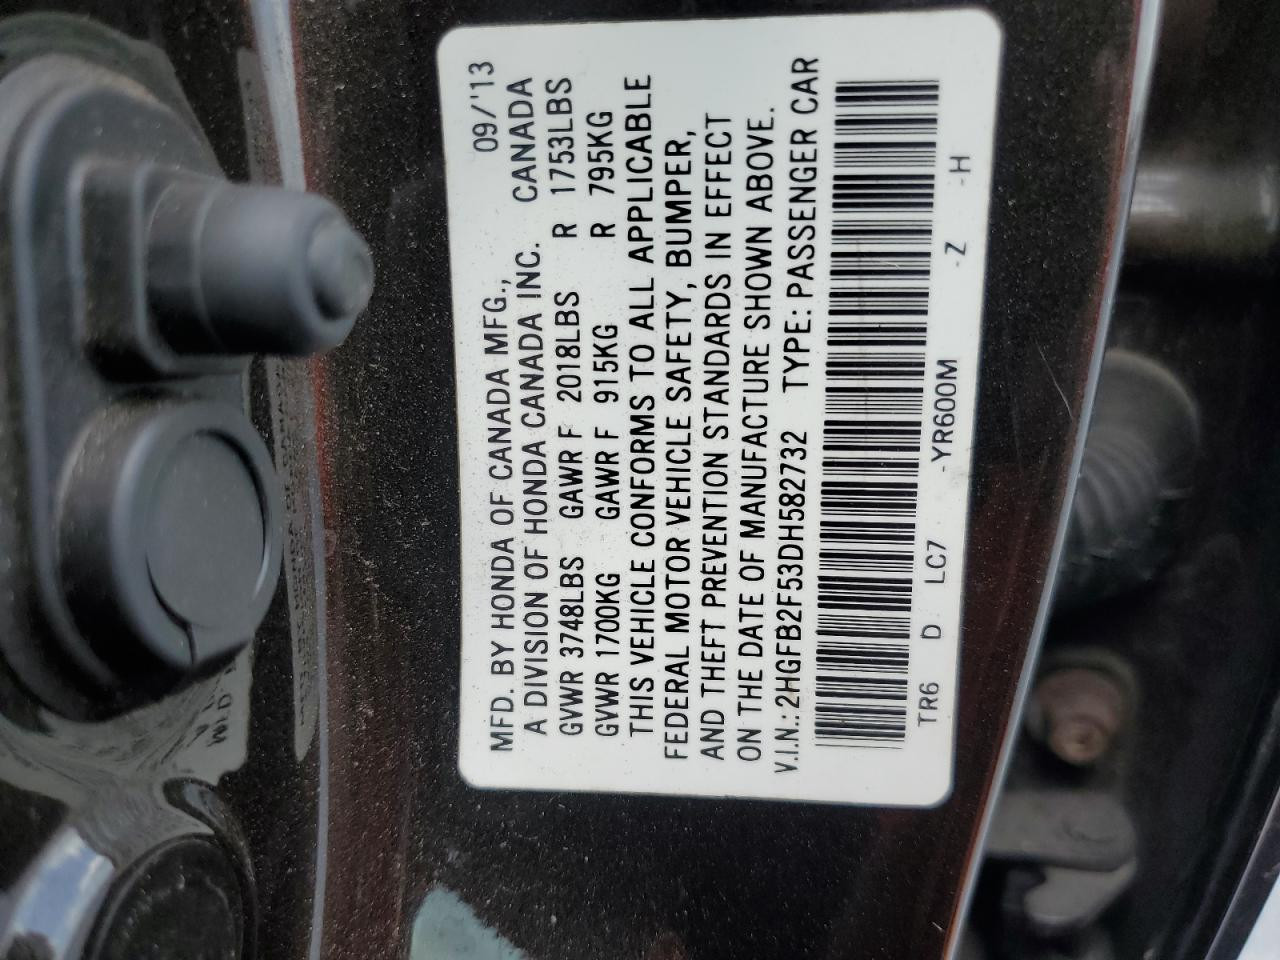 MFD. BY HONDA OF CANADA MFG., 09/'13
A DIVISION OF HONDA CANADA INC. CANADA
GVWR 3748LBS GAWR F 2018LBS R 1753LBS
GVWR 1700KG GAWR F 915KG R 795KG
THIS VEHICLE CONFORMS TO ALL APPLICABLE
FEDERAL MOTOR VEHICLE SAFETY, BUMPER,
AND THEFT PREVENTION STANDARDS IN EFFECT
ON THE DATE OF MANUFACTURE SHOWN ABOVE.
V.I.N.: 2HGFB2F53DH582732 TYPE: PASSENGER CAR
TR6 D LC7 -YR600M -Z -H